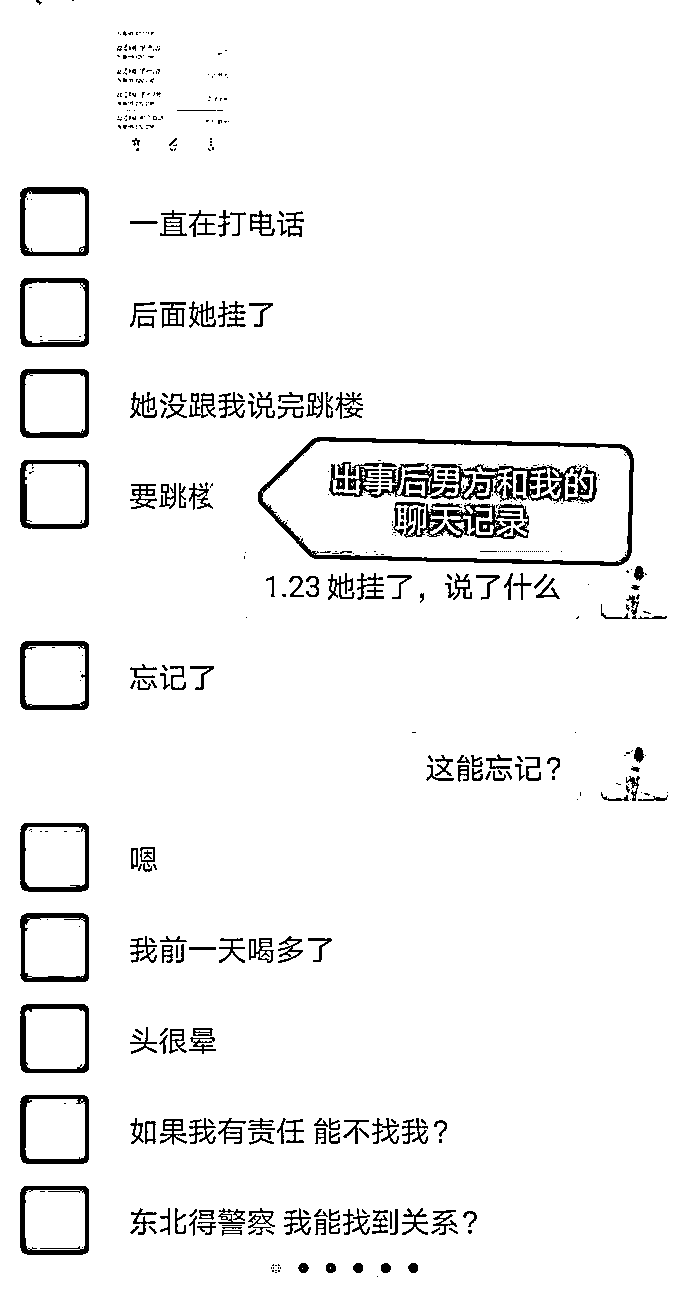 一直在打电话
后面她挂了
她没跟我说完跳楼
要跳楼
出事后男方和我的
聊天记录
1.23她挂了，说了什么
忘记了
这能忘记？
嗯
我前一天喝多了
头很晕
如果我有责任 能不找我？
东北得警察 我能找到关系？